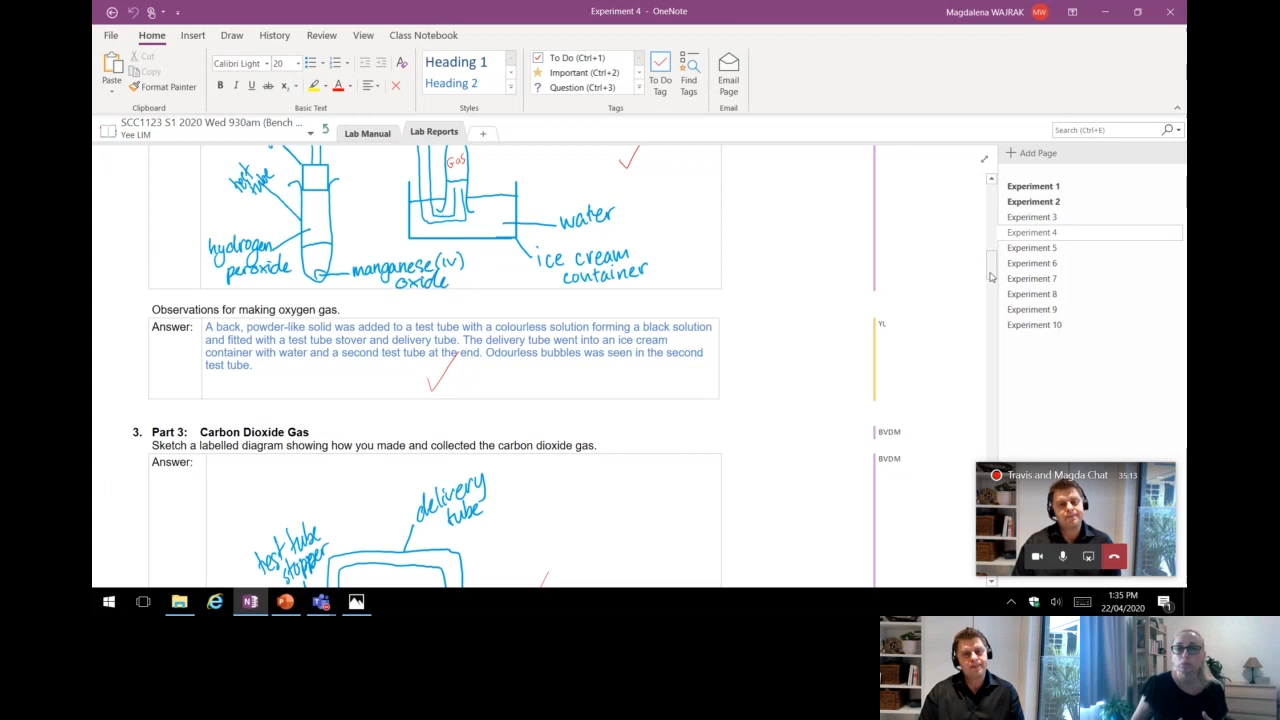 Experiment 4 - OneNote
Magdalena WAJRAK MW
File Home Insert Draw History Review View Class Notebook
Paste
Cut
Copy
Format Painter
Clipboard
Calibri Light 20
B I U ab x₂ A
Basic Text
Heading 1
Heading 2
Styles
To Do (Ctrl+1)
Important (Ctrl+2)
Question (Ctrl+3)
To Do Tag
Find Tags
Tags
Email Page
Email
SCC1123 S1 2020 Wed 930am (Bench ...
Yee LIM
Lab Manual Lab Reports +
Search (Ctrl+E)
Add Page
Experiment 1
Experiment 2
Experiment 3
Experiment 4
Experiment 5
Experiment 6
Experiment 7
Experiment 8
Experiment 9
Experiment 10
test tube
Gas
water
hydrogen peroxide
manganese (iv) oxide
ice cream container
Observations for making oxygen gas.
Answer:
A back, powder-like solid was added to a test tube with a colourless solution forming a black solution
and fitted with a test tube stover and delivery tube. The delivery tube went into an ice cream
container with water and a second test tube at the end. Odourless bubbles was seen in the second
test tube.
YL
3. Part 3: Carbon Dioxide Gas
BVDM
Sketch a labelled diagram showing how you made and collected the carbon dioxide gas.
Answer:
BVDM
delivery tube
test tube stopper
Travis and Magda Chat 35:13
1:35 PM
22/04/2020
1